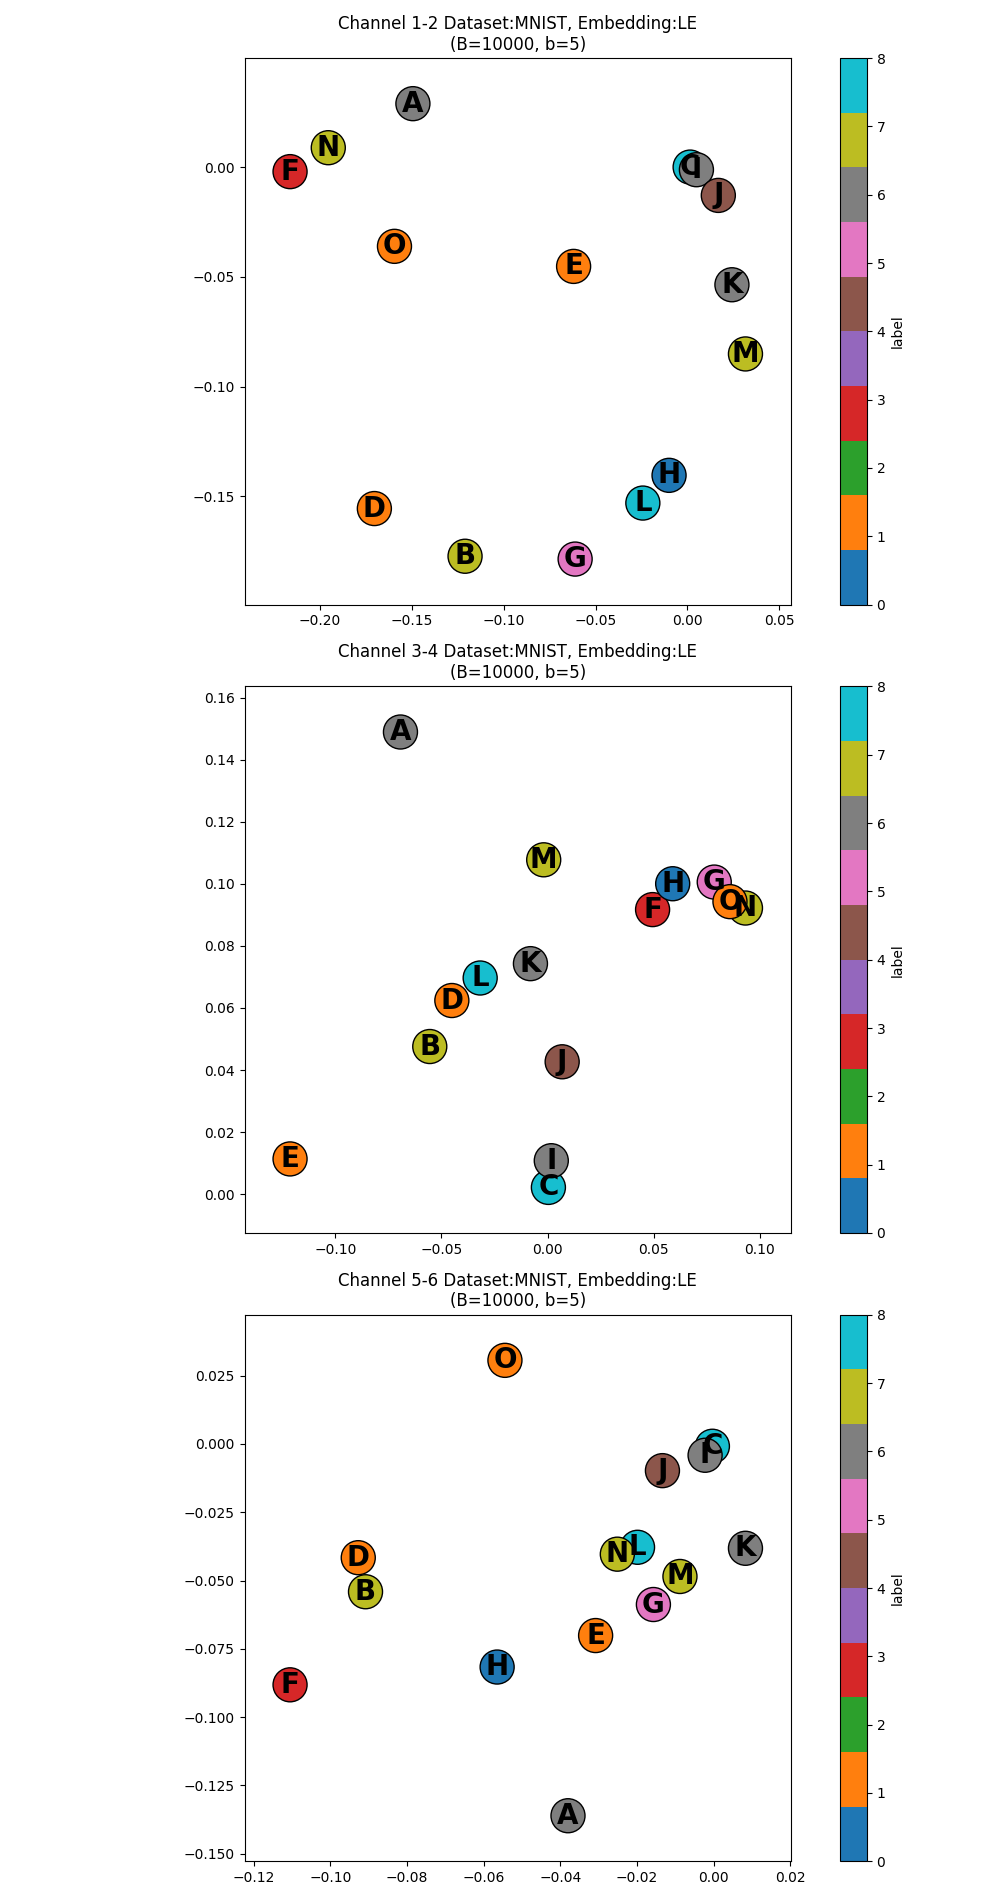 Channel 1-2 Dataset:MNIST, Embedding:LE
(B=10000, b=5)
A
N
F
O
E
C
I
J
K
M
H
L
D
B
G
0.00
−0.05
−0.10
−0.15
−0.20 −0.15 −0.10 −0.05 0.00 0.05
8
7
6
5
4
3
2
1
0
label
Channel 3-4 Dataset:MNIST, Embedding:LE
(B=10000, b=5)
A
M
H
G
F
O
N
K
L
D
B
J
E
I
C
0.16
0.14
0.12
0.10
0.08
0.06
0.04
0.02
0.00
−0.10 −0.05 0.00 0.05 0.10
8
7
6
5
4
3
2
1
0
label
Channel 5-6 Dataset:MNIST, Embedding:LE
(B=10000, b=5)
O
C
I
J
L
N
K
D
B
M
G
E
H
F
A
0.025
0.000
−0.025
−0.050
−0.075
−0.100
−0.125
−0.150
−0.12 −0.10 −0.08 −0.06 −0.04 −0.02 0.00 0.02
8
7
6
5
4
3
2
1
0
label